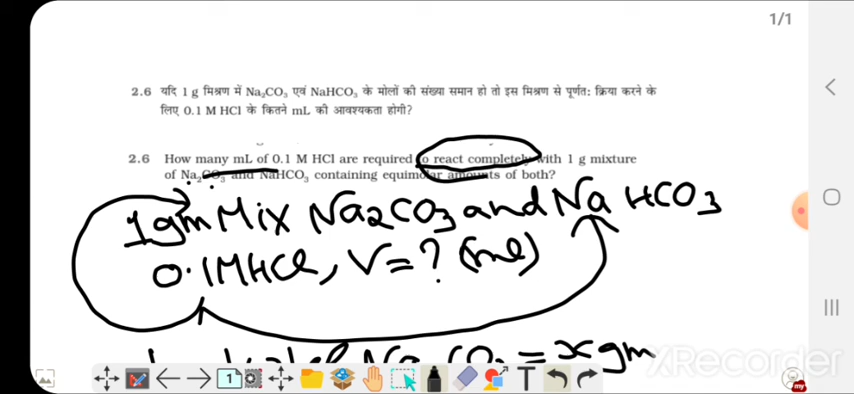 1/1
2.6 यदि 1 g मिश्रण में Na₂CO₃ एवं NaHCO₃ के मोलों की संख्या समान हो तो इस मिश्रण से पूर्णत: क्रिया करने के
लिए 0.1 M HCl के कितने mL की आवश्यकता होगी?
2.6 How many mL of 0.1 M HCl are required to react completely with 1 g mixture
of Na₂CO₃ and NaHCO₃ containing equimolar amounts of both?
1gm Mix Na₂CO₃ and NaHCO₃
0.1MHCl, V=? (ml)
Na₂CO₃ = x gm
XRecorder
1 T
my